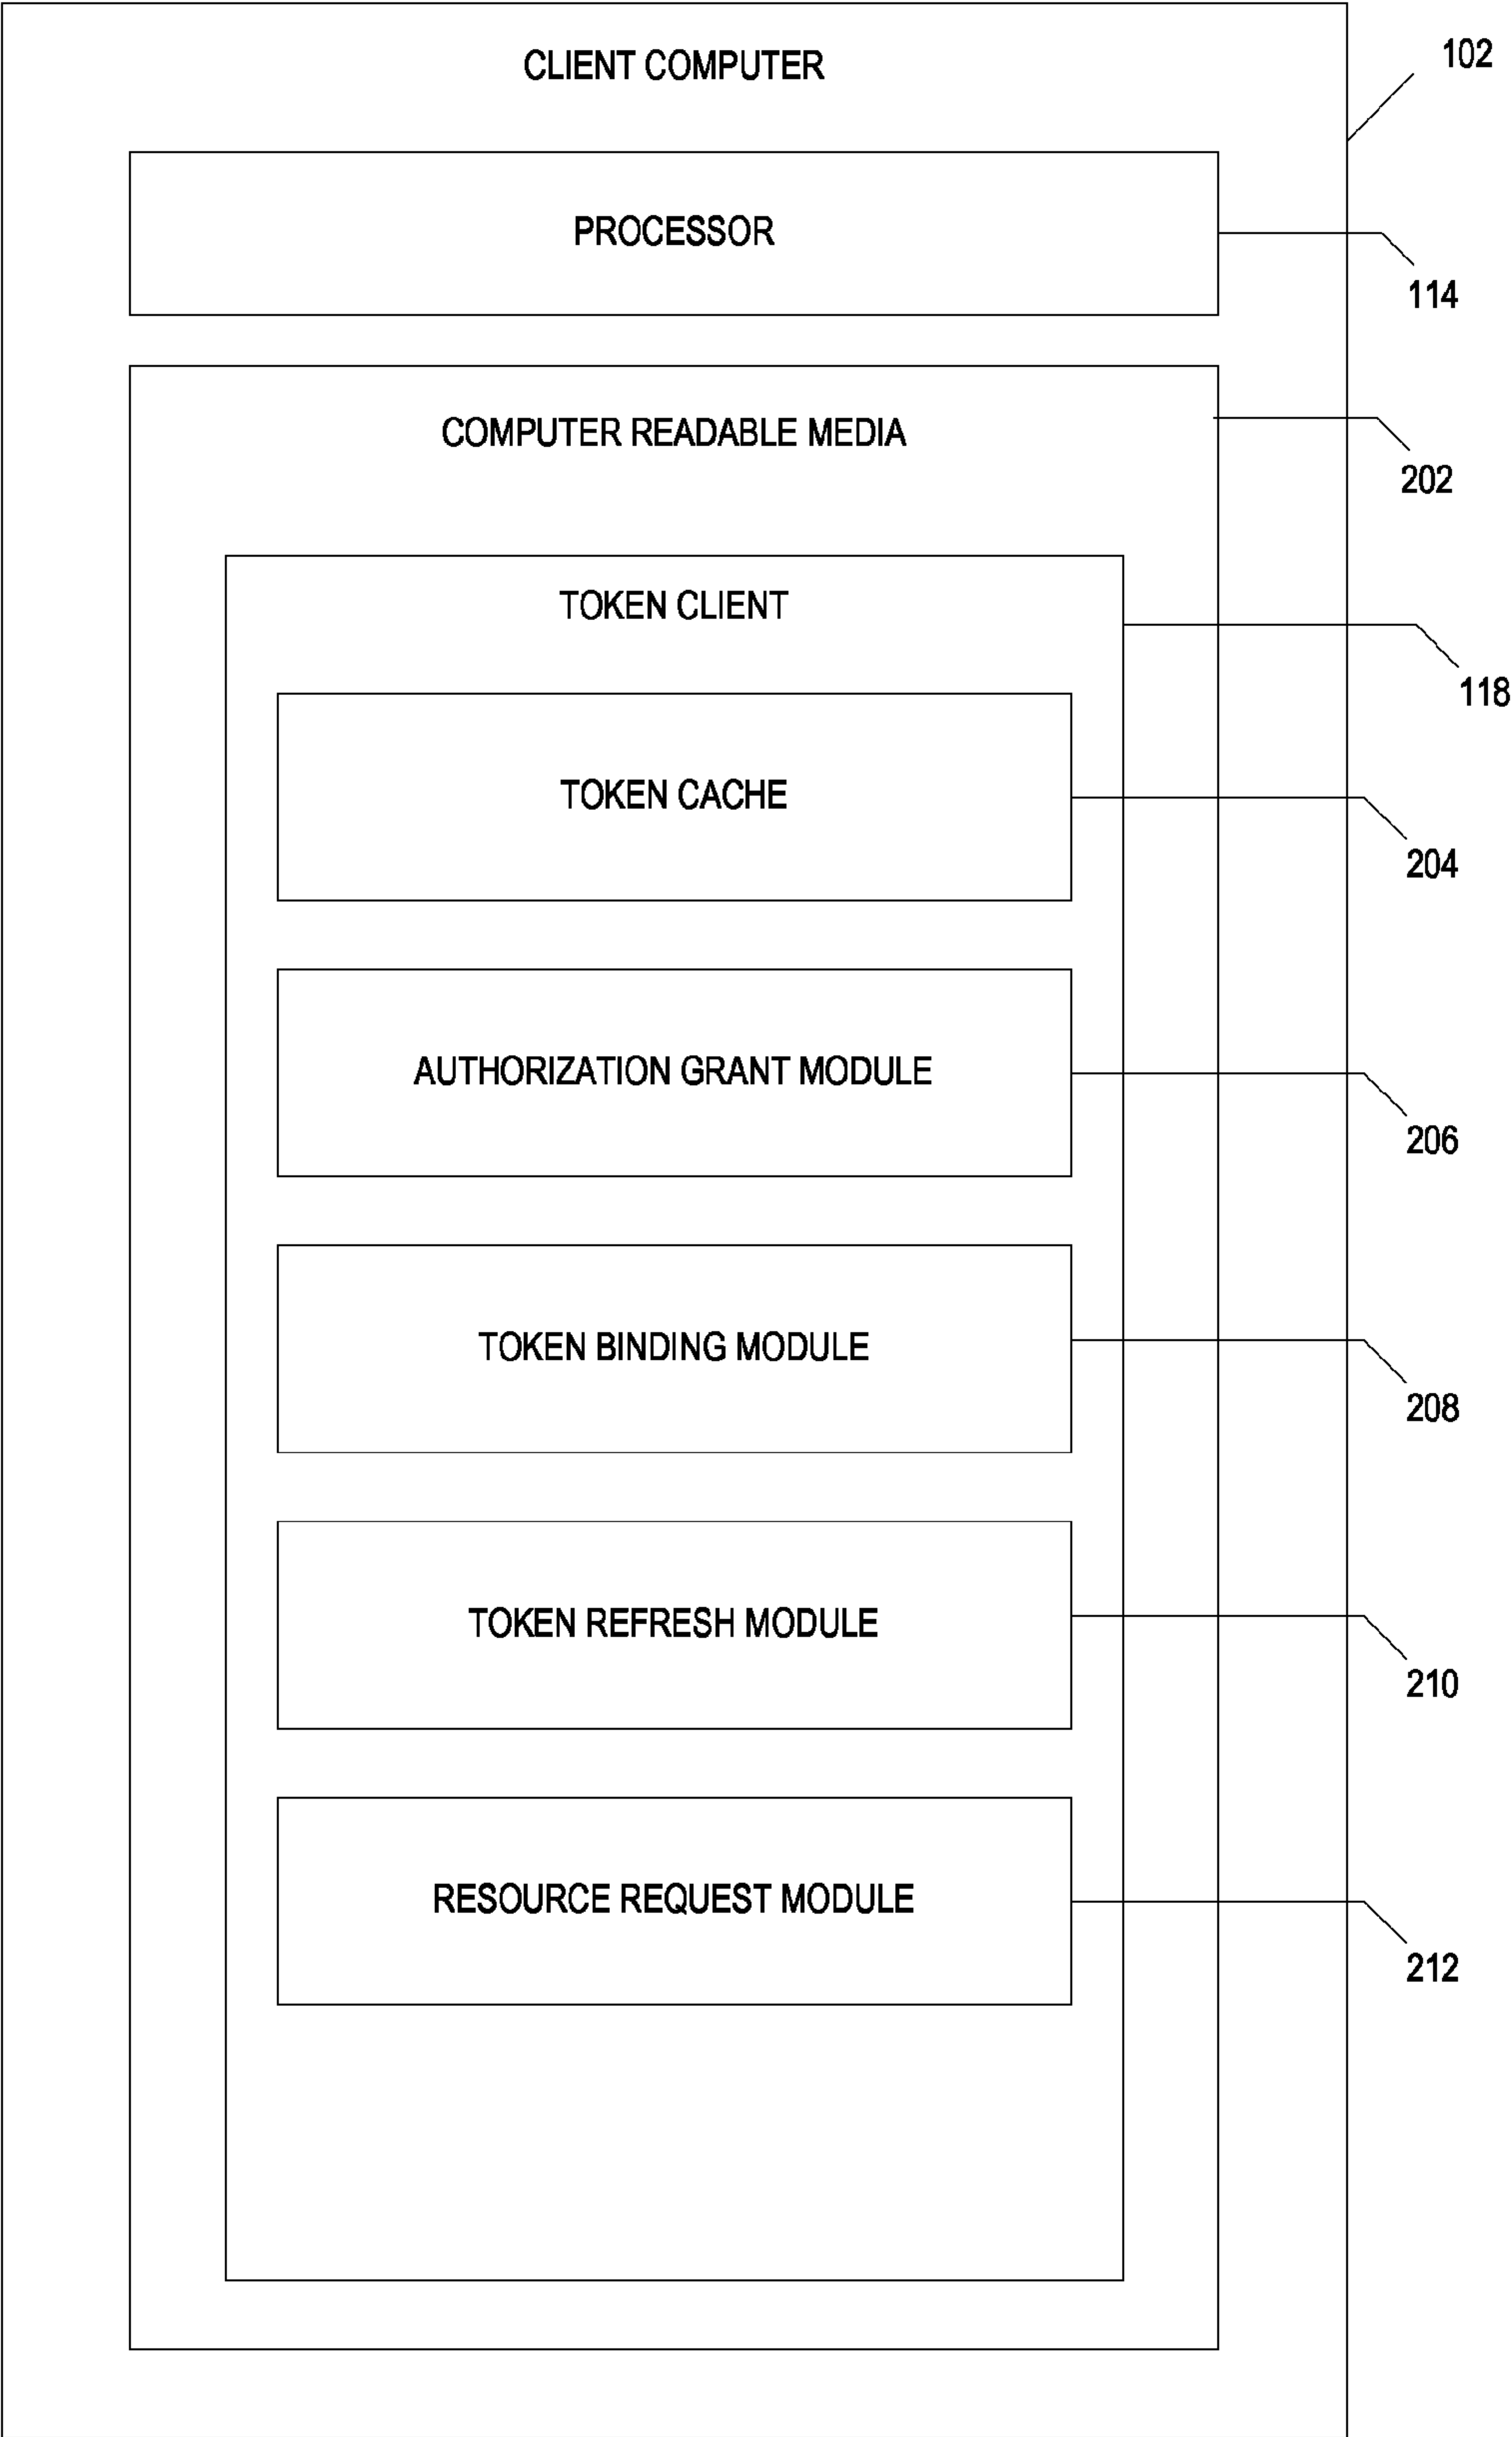 CLIENT COMPUTER
102
PROCESSOR
114
COMPUTER READABLE MEDIA
202
TOKEN CLIENT
118
TOKEN CACHE
204
AUTHORIZATION GRANT MODULE
206
TOKEN BINDING MODULE
208
TOKEN REFRESH MODULE
210
RESOURCE REQUEST MODULE
212